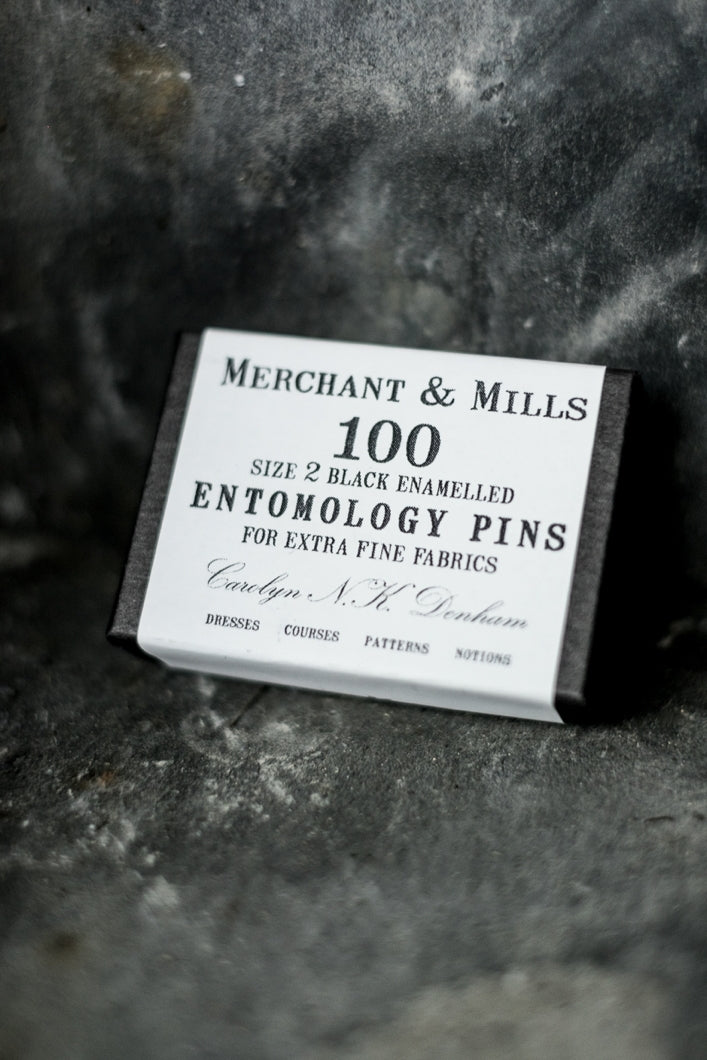 MERCHANT & MILLS
100
SIZE 2 BLACK ENAMELLED
ENTOMOLOGY PINS
FOR EXTRA FINE FABRICS
Carolyn N.K. Denham
DRESSES COURSES PATTERNS NOTIONS